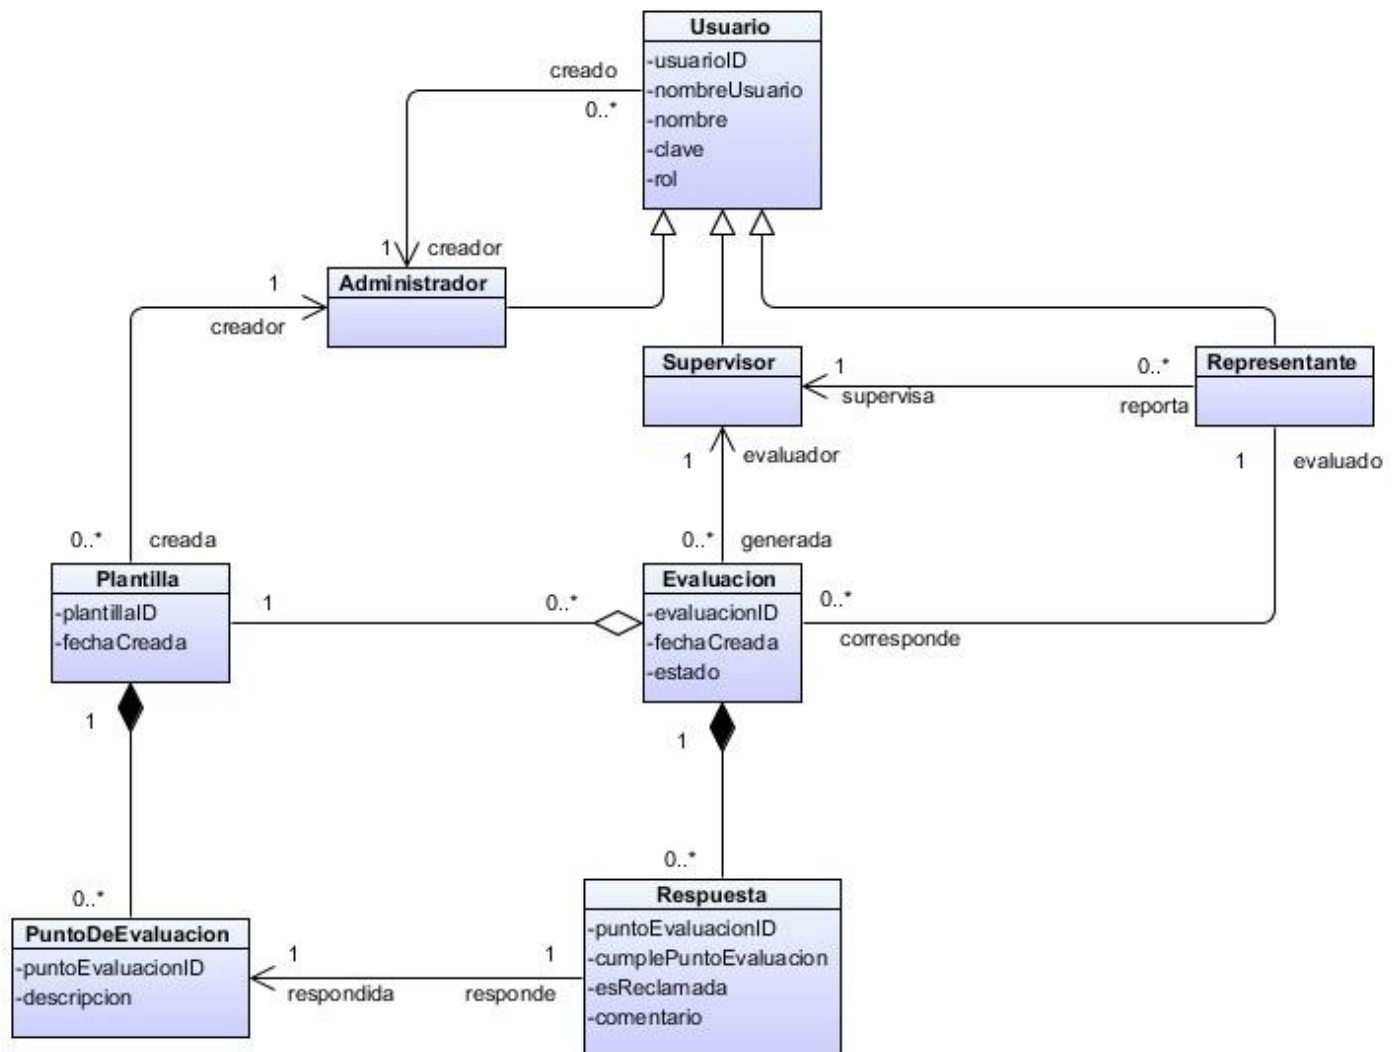 Usuario
-usuarioID
-nombreUsuario
-nombre
-clave
-rol
creado
0..*
1
creador
Administrador
1
creador
Supervisor
1
supervisa
0..*
reporta
Representante
1
evaluador
1
evaluado
0..*
creada
0..*
generada
Plantilla
-plantillaID
-fechaCreada
1
0..*
Evaluacion
-evaluacionID
-fechaCreada
-estado
0..*
corresponde
1
1
0..*
0..*
PuntoDeEvaluacion
-puntoEvaluacionID
-descripcion
1
respondida
1
responde
Respuesta
-puntoEvaluacionID
-cumplePuntoEvaluacion
-esReclamada
-comentario